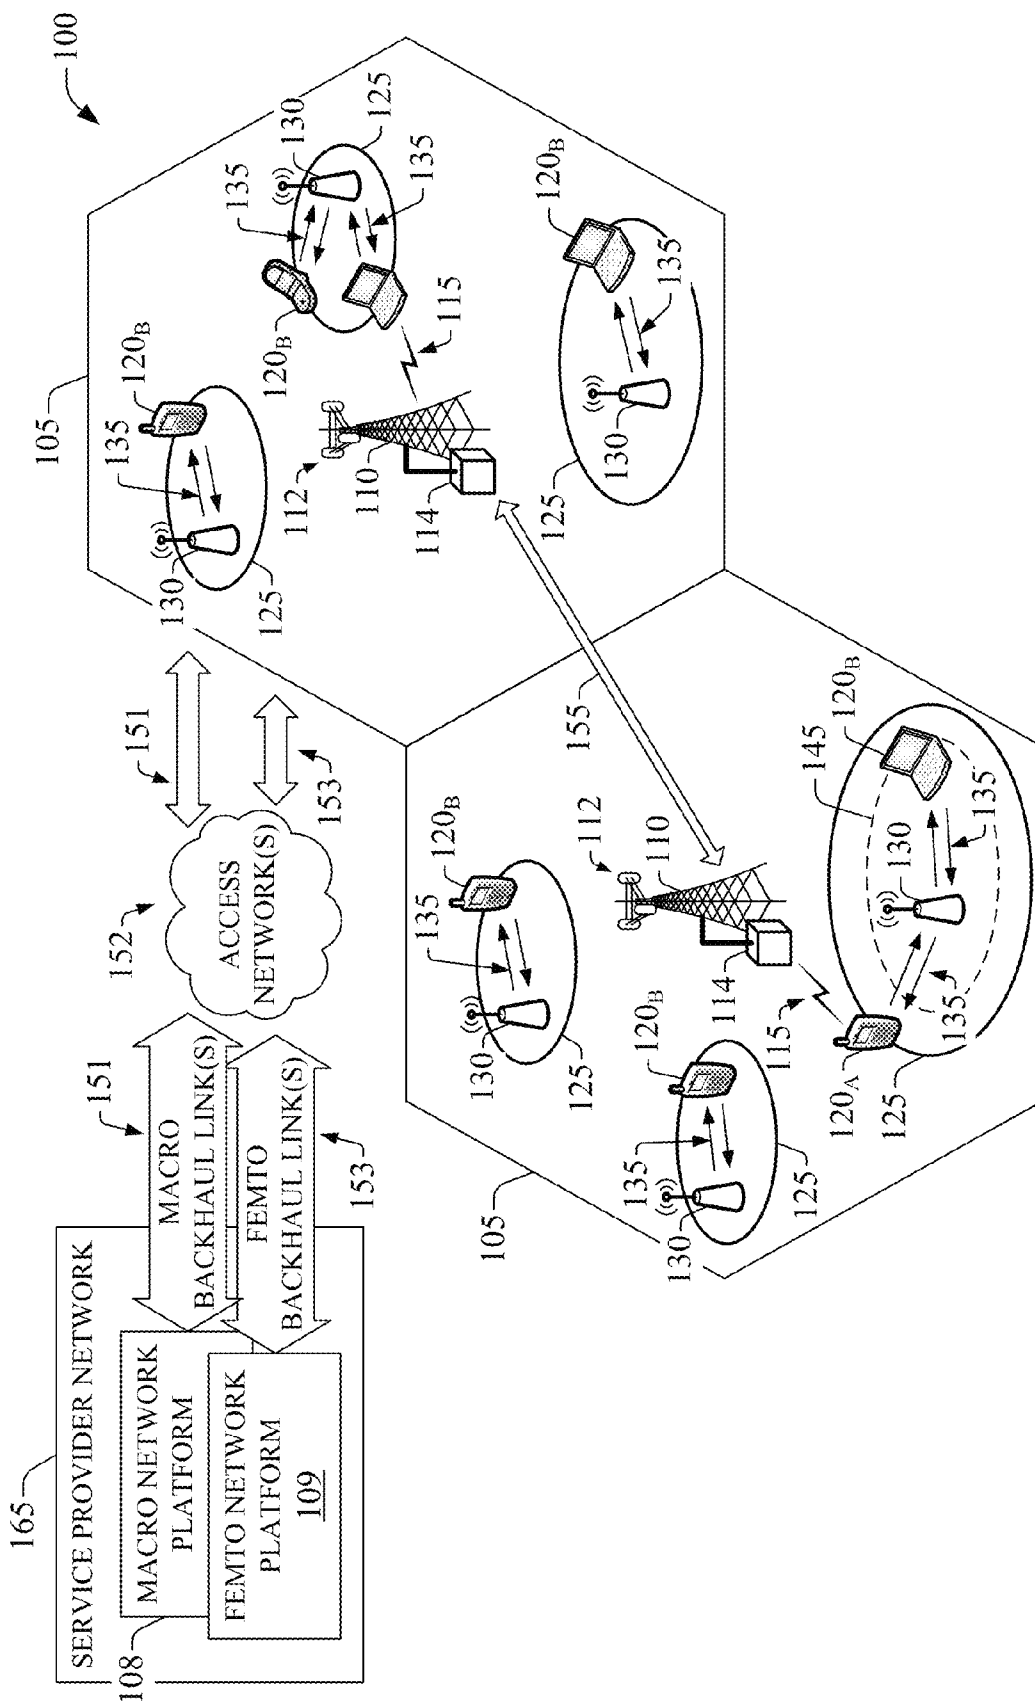 100
165
SERVICE PROVIDER NETWORK
108
MACRO NETWORK
PLATFORM
FEMTO NETWORK
PLATFORM
109
151
MACRO
BACKHAUL LINK(S)
FEMTO
BACKHAUL LINK(S)
153
152
ACCESS
NETWORK(S)
151
153
105
130
135
120B
125
112
110
114
115
120B
135
130
125
135
125
130
135
120B
155
105
130
135
120B
125
130
135
120B
125
112
110
114
115
120A
125
135
130
135
145
120B